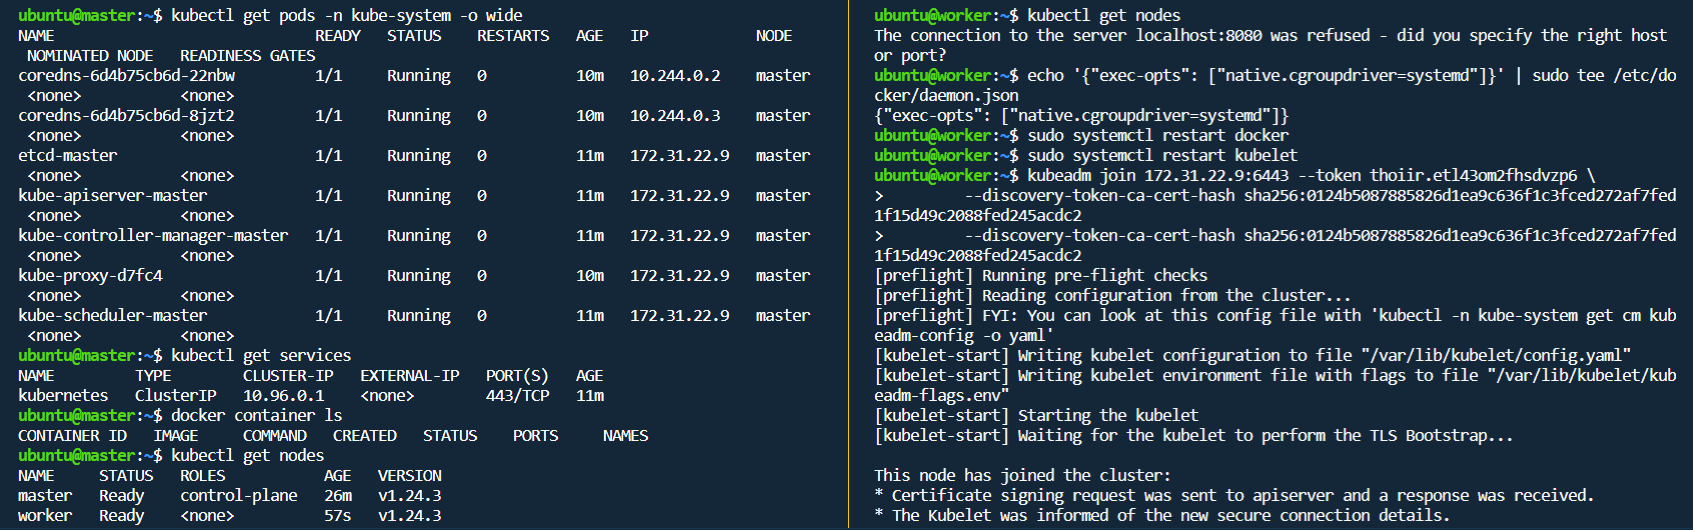 ubuntu@master:~$ kubectl get pods -n kube-system -o wide
NAME                             READY   STATUS    RESTARTS   AGE   IP            NODE
 NOMINATED NODE   READINESS GATES
coredns-6d4b75cb6d-22nbw         1/1     Running   0          10m   10.244.0.2    master
 <none>           <none>
coredns-6d4b75cb6d-8jzt2         1/1     Running   0          10m   10.244.0.3    master
 <none>           <none>
etcd-master                      1/1     Running   0          11m   172.31.22.9   master
 <none>           <none>
kube-apiserver-master            1/1     Running   0          11m   172.31.22.9   master
 <none>           <none>
kube-controller-manager-master   1/1     Running   0          11m   172.31.22.9   master
 <none>           <none>
kube-proxy-d7fc4                 1/1     Running   0          10m   172.31.22.9   master
 <none>           <none>
kube-scheduler-master            1/1     Running   0          11m   172.31.22.9   master
 <none>           <none>
ubuntu@master:~$ kubectl get services
NAME         TYPE        CLUSTER-IP   EXTERNAL-IP   PORT(S)   AGE
kubernetes   ClusterIP   10.96.0.1    <none>        443/TCP   11m
ubuntu@master:~$ docker container ls
CONTAINER ID   IMAGE     COMMAND   CREATED   STATUS    PORTS     NAMES
ubuntu@master:~$ kubectl get nodes
NAME     STATUS   ROLES           AGE   VERSION
master   Ready    control-plane   26m   v1.24.3
worker   Ready    <none>          57s   v1.24.3
ubuntu@worker:~$ kubectl get nodes
The connection to the server localhost:8080 was refused - did you specify the right host
or port?
ubuntu@worker:~$ echo '{"exec-opts": ["native.cgroupdriver=systemd"]}' | sudo tee /etc/do
cker/daemon.json
{"exec-opts": ["native.cgroupdriver=systemd"]}
ubuntu@worker:~$ sudo systemctl restart docker
ubuntu@worker:~$ sudo systemctl restart kubelet
ubuntu@worker:~$ kubeadm join 172.31.22.9:6443 --token thoiir.etl43om2fhsdvzp6 \
>         --discovery-token-ca-cert-hash sha256:0124b5087885826d1ea9c636f1c3fced272af7fed
1f15d49c2088fed245acdc2
>         --discovery-token-ca-cert-hash sha256:0124b5087885826d1ea9c636f1c3fced272af7fed
1f15d49c2088fed245acdc2
[preflight] Running pre-flight checks
[preflight] Reading configuration from the cluster...
[preflight] FYI: You can look at this config file with 'kubectl -n kube-system get cm kub
eadm-config -o yaml'
[kubelet-start] Writing kubelet configuration to file "/var/lib/kubelet/config.yaml"
[kubelet-start] Writing kubelet environment file with flags to file "/var/lib/kubelet/kub
eadm-flags.env"
[kubelet-start] Starting the kubelet
[kubelet-start] Waiting for the kubelet to perform the TLS Bootstrap...

This node has joined the cluster:
* Certificate signing request was sent to apiserver and a response was received.
* The Kubelet was informed of the new secure connection details.